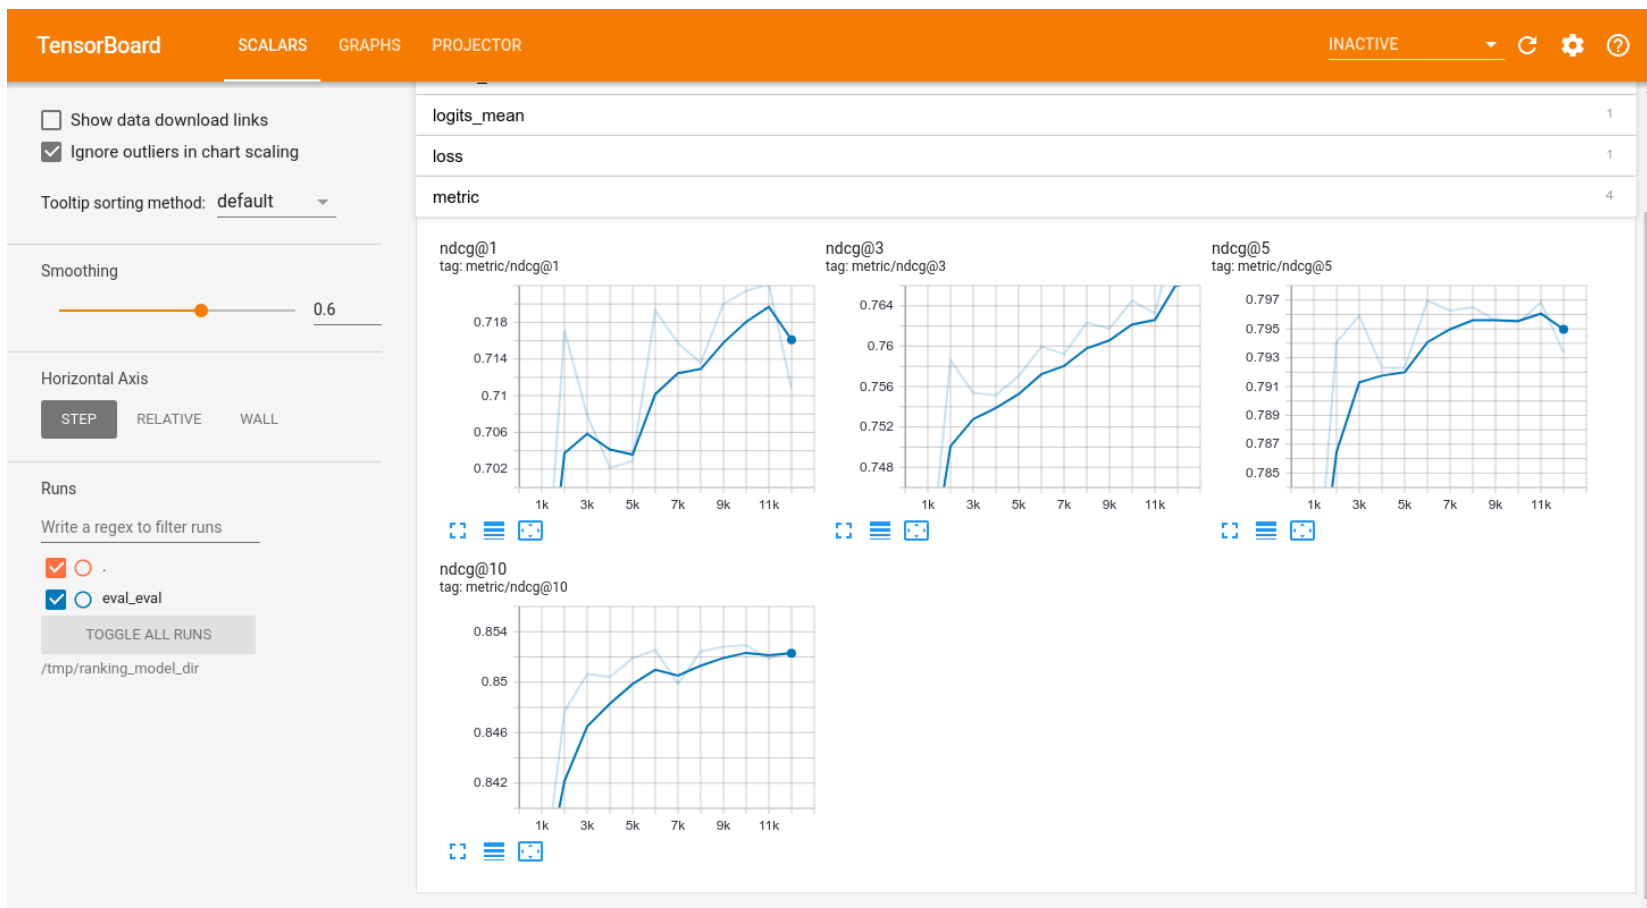 TensorBoard SCALARS GRAPHS PROJECTOR INACTIVE
Show data download links
Ignore outliers in chart scaling
Tooltip sorting method: default
Smoothing
0.6
Horizontal Axis
STEP RELATIVE WALL
Runs
Write a regex to filter runs
.
eval_eval
TOGGLE ALL RUNS
/tmp/ranking_model_dir
logits_mean 1
loss 1
metric 4
ndcg@1
tag: metric/ndcg@1
0.718
0.714
0.71
0.706
0.702
1k 3k 5k 7k 9k 11k
ndcg@3
tag: metric/ndcg@3
0.764
0.76
0.756
0.752
0.748
1k 3k 5k 7k 9k 11k
ndcg@5
tag: metric/ndcg@5
0.797
0.795
0.793
0.791
0.789
0.787
0.785
1k 3k 5k 7k 9k 11k
ndcg@10
tag: metric/ndcg@10
0.854
0.85
0.846
0.842
1k 3k 5k 7k 9k 11k